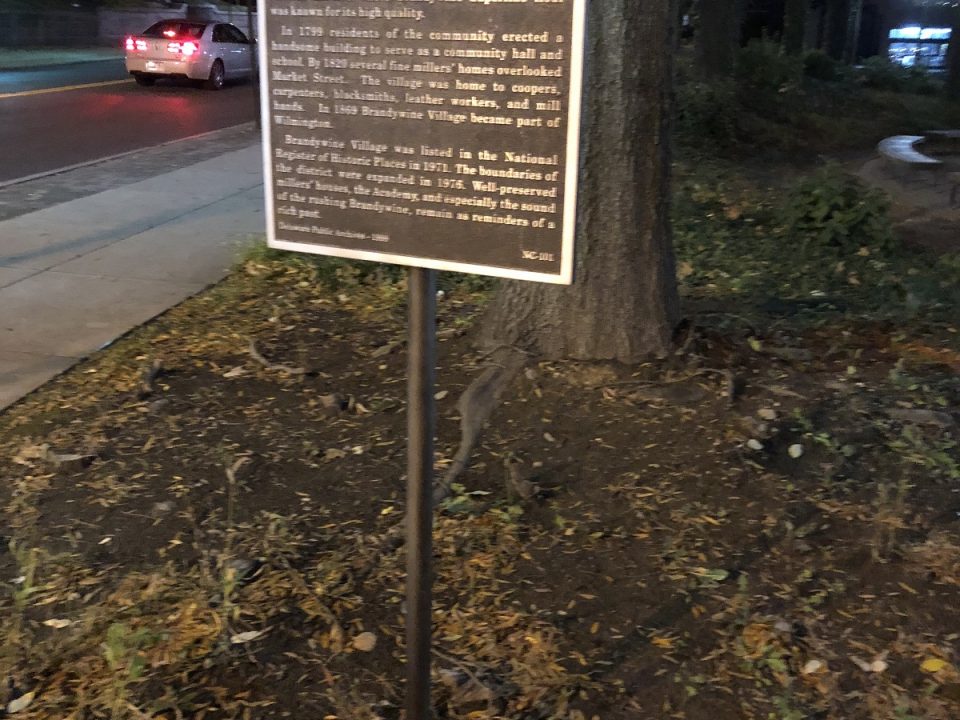 was known for its high quality.
In 1799 residents of the community erected a
handsome building to serve as a community hall and
school. By 1820 several fine millers' homes overlooked
Market Street. The village was home to coopers,
carpenters, blacksmiths, leather workers, and mill
hands. In 1869 Brandywine Village became part of
Wilmington.
Brandywine Village was listed in the National
Register of Historic Places in 1971. The boundaries of
the district were expanded in 1976. Well-preserved
millers' houses, the Academy, and especially the sound
of the rushing Brandywine, remain as reminders of a
rich past.
Delaware Public Archives - 1999
NC-101